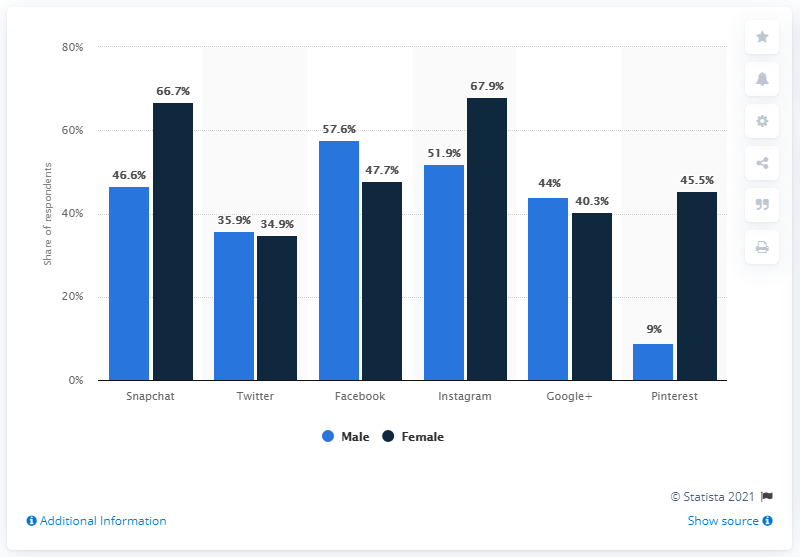 80%
60%
40%
20%
0%
Share of respondents
46.6%
66.7%
35.9%
34.9%
57.6%
47.7%
51.9%
67.9%
44%
40.3%
9%
45.5%
Snapchat
Twitter
Facebook
Instagram
Google+
Pinterest
Male
Female
© Statista 2021
Additional Information
Show source